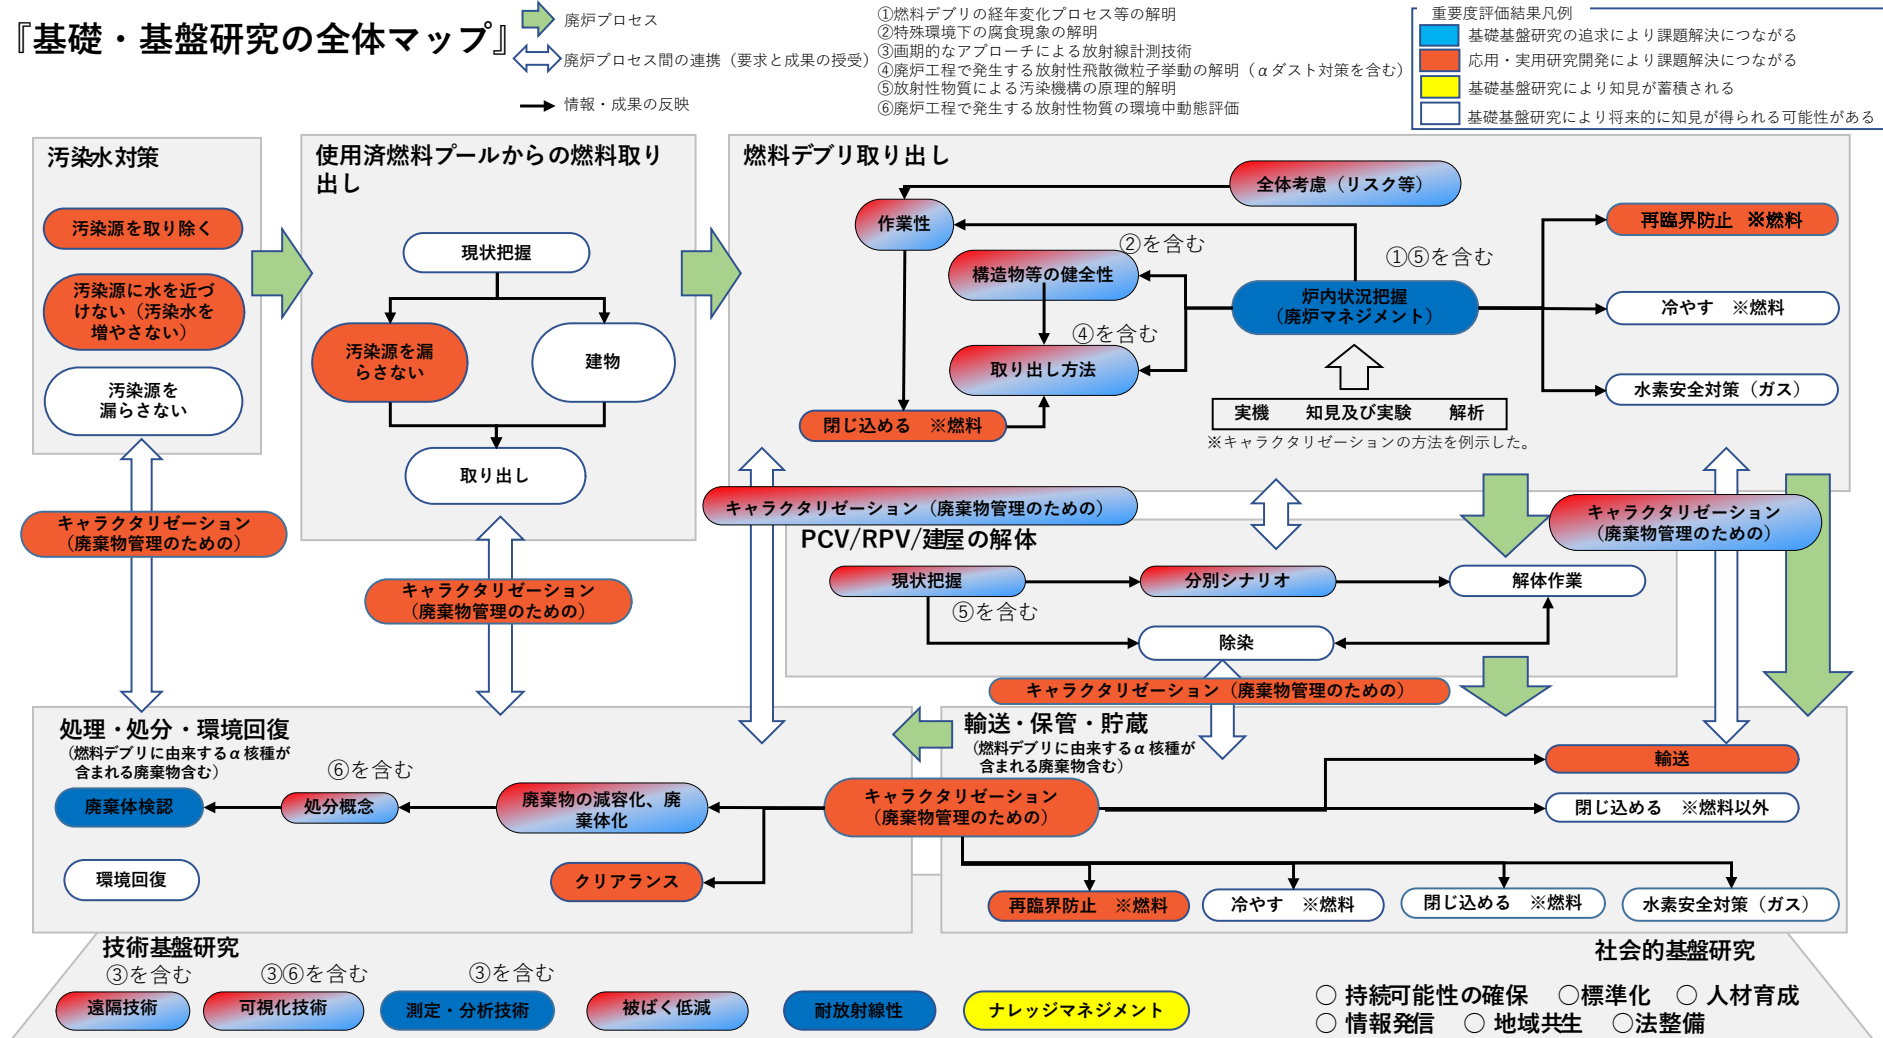 『基礎・基盤研究の全体マップ』
廃炉プロセス
廃炉プロセス間の連携（要求と成果の授受）
情報・成果の反映
①燃料デブリの経年変化プロセス等の解明
②特殊環境下の腐食現象の解明
③画期的なアプローチによる放射線計測技術
④廃炉工程で発生する放射性飛散微粒子挙動の解明（αダスト対策を含む）
⑤放射性物質による汚染機構の原理的解明
⑥廃炉工程で発生する放射性物質の環境中動態評価
重要度評価結果凡例
基礎基盤研究の追求により課題解決につながる
応用・実用研究開発により課題解決につながる
基礎基盤研究により知見が蓄積される
基礎基盤研究により将来的に知見が得られる可能性がある
汚染水対策
汚染源を取り除く
汚染源に水を近づ
けない（汚染水を
増やさない）
汚染源を
漏らさない
キャラクタリゼーション
（廃棄物管理のための）
使用済燃料プールからの燃料取り
出し
現状把握
汚染源を漏
らさない
建物
取り出し
キャラクタリゼーション
（廃棄物管理のための）
燃料デブリ取り出し
全体考慮（リスク等）
作業性
②を含む
構造物等の健全性
④を含む
取り出し方法
閉じ込める　※燃料
①⑤を含む
炉内状況把握
（廃炉マネジメント）
実機　知見及び実験　解析
※キャラクタリゼーションの方法を例示した。
再臨界防止　※燃料
冷やす　※燃料
水素安全対策（ガス）
キャラクタリゼーション（廃棄物管理のための）
キャラクタリゼーション
（廃棄物管理のための）
PCV/RPV/建屋の解体
現状把握
分別シナリオ
解体作業
⑤を含む
除染
キャラクタリゼーション（廃棄物管理のための）
処理・処分・環境回復
（燃料デブリに由来するα核種が
含まれる廃棄物含む）
⑥を含む
廃棄体検認
処分概念
廃棄物の減容化、廃
棄体化
環境回復
クリアランス
輸送・保管・貯蔵
（燃料デブリに由来するα核種が
含まれる廃棄物含む）
キャラクタリゼーション
（廃棄物管理のための）
輸送
閉じ込める　※燃料以外
再臨界防止　※燃料
冷やす　※燃料
閉じ込める　※燃料
水素安全対策（ガス）
技術基盤研究
③を含む
③⑥を含む
③を含む
遠隔技術
可視化技術
測定・分析技術
被ばく低減
耐放射線性
ナレッジマネジメント
社会的基盤研究
〇 持続可能性の確保　〇標準化　〇 人材育成
〇 情報発信　〇 地域共生　〇法整備